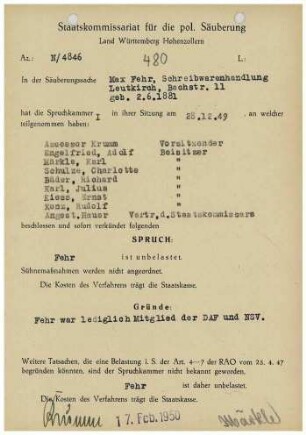 Staatskommissariat für die pol. Säuberung
Land Württemberg Hohenzollern
Az.: N/4846 480 L:
In der Säuberungssache Max Fehr, Schreibwarenhandlung
Leutkirch, Bachstr. 11
geb. 2.6.1881
hat die Spruchkammer I in ihrer Sitzung am 28.12.49, an welcher
teilgenommen haben:
Assessor Krumm Vorsitzender
Engelfried, Adolf Beisitzer
Märkle, Karl "
Schulze, Charlotte "
Bäder, Richard "
Karl, Julius "
Ernst "
Rudolf "
Angest. Hauer Vertr.d.Staatskommissars
beschlossen und sofort verkündet folgenden
SPRUCH:
Fehr ist unbelastet.
Sühnemaßnahmen werden nicht angeordnet.
Die Kosten des Verfahrens trägt die Staatskasse.
Gründe:
Fehr war lediglich Mitglied der DAF und NSV.
Weitere Tatsachen, die eine Belastung i. S. der Art. 4—7 der RAO vom 25. 4. 47
begründen könnten, sind der Spruchkammer nicht bekannt geworden.
Fehr ist daher unbelastet.
Die Kosten des Verfahrens trägt die Staatskasse.
Krumm 17. Feb. 1950 Märkle